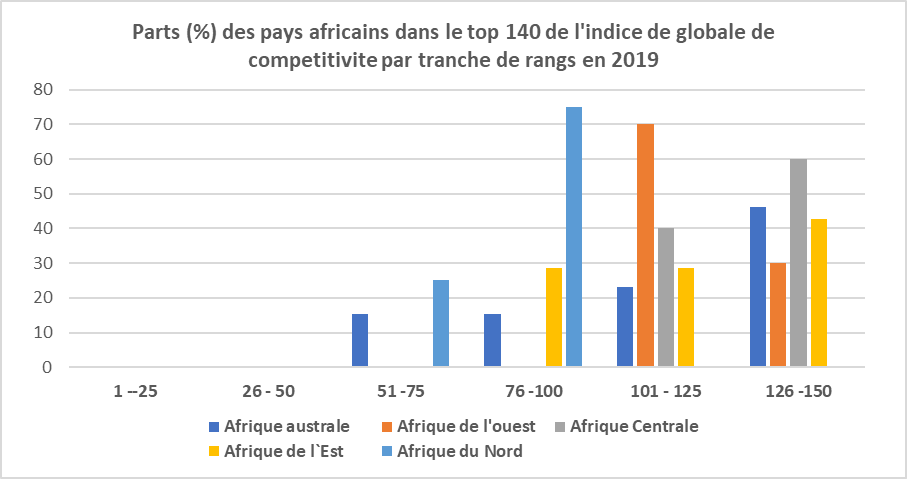 Parts (%) des pays africains dans le top 140 de l'indice de globale de
competitivite par tranche de rangs en 2019
80
70
60
50
40
30
20
10
0
1 --25 26 - 50 51 -75 76 -100 101 - 125 126 -150
Afrique australe Afrique de l'ouest Afrique Centrale
Afrique de l`Est Afrique du Nord